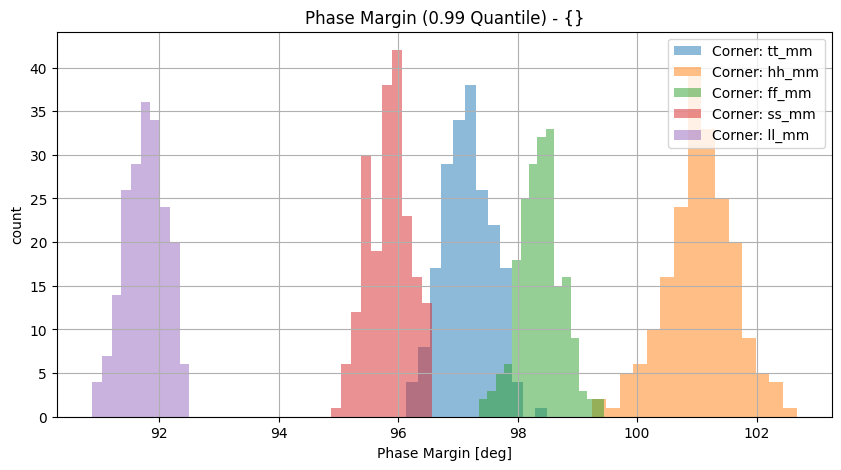 Phase Margin (0.99 Quantile) - {}
Corner: tt_mm
Corner: hh_mm
Corner: ff_mm
Corner: ss_mm
Corner: ll_mm
count
40
35
30
25
20
15
10
5
0
92 94 96 98 100 102
Phase Margin [deg]